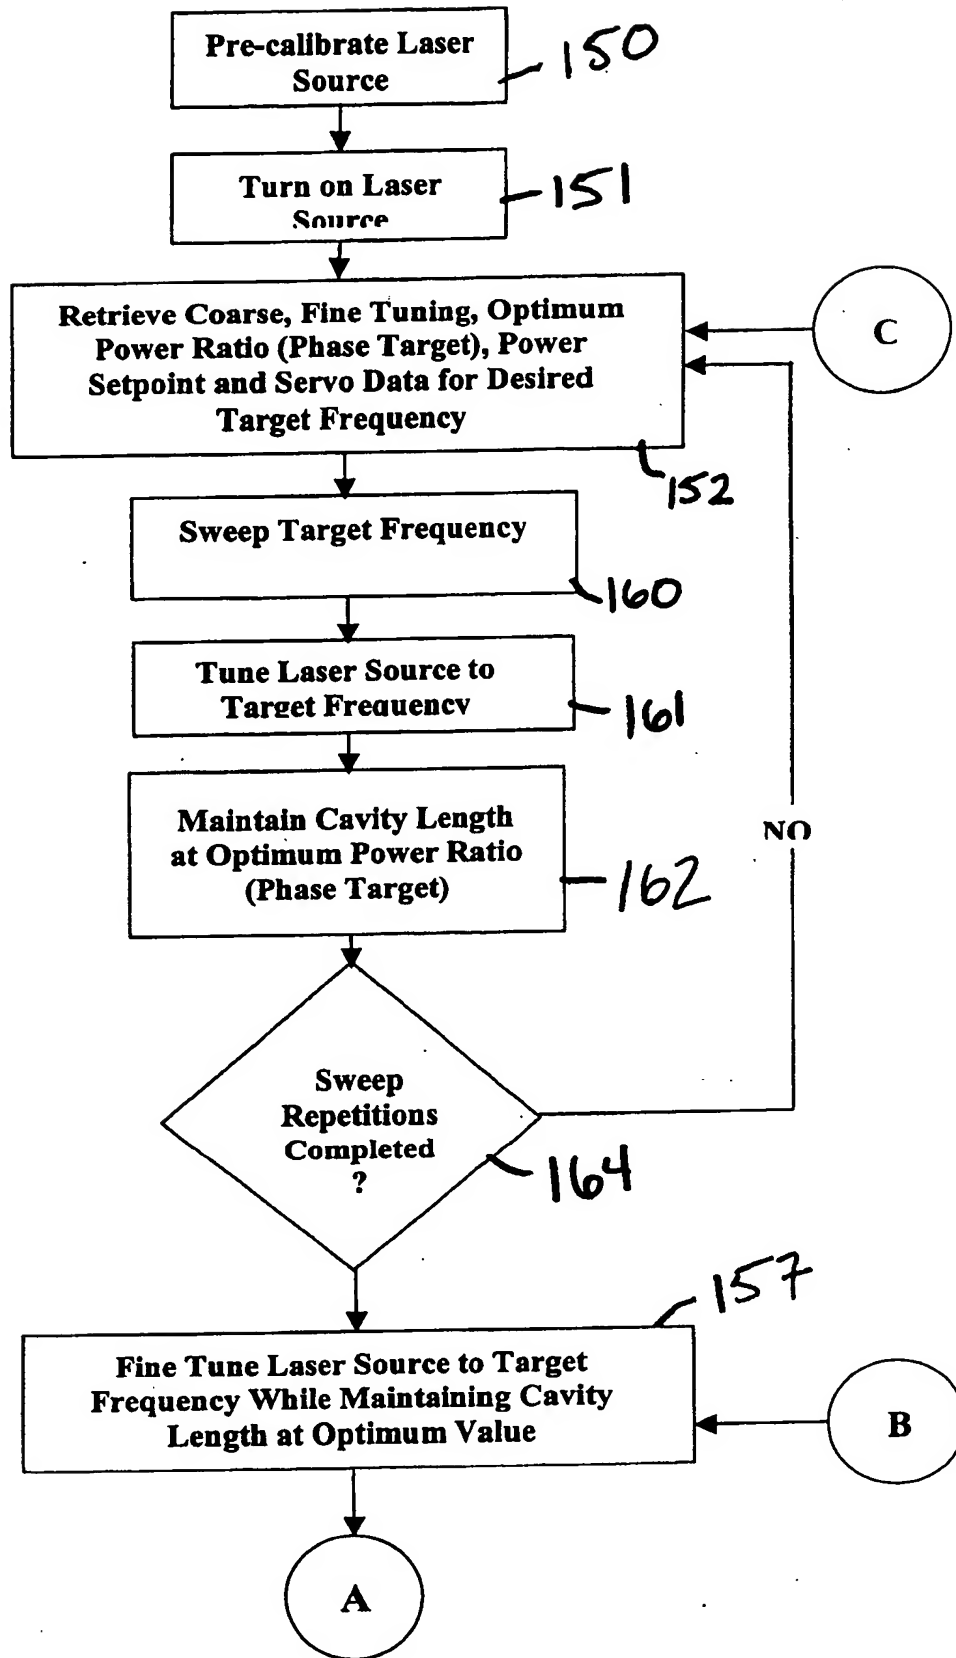 Pre-calibrate Laser
Source
150
Turn on Laser
Source
151
Retrieve Coarse, Fine Tuning, Optimum
Power Ratio (Phase Target), Power
Setpoint and Servo Data for Desired
Target Frequency
C
152
Sweep Target Frequency
160
Tune Laser Source to
Target Frequency
161
Maintain Cavity Length
at Optimum Power Ratio
(Phase Target)
162
NO
Sweep
Repetitions
Completed
?
164
157
Fine Tune Laser Source to Target
Frequency While Maintaining Cavity
Length at Optimum Value
B
A